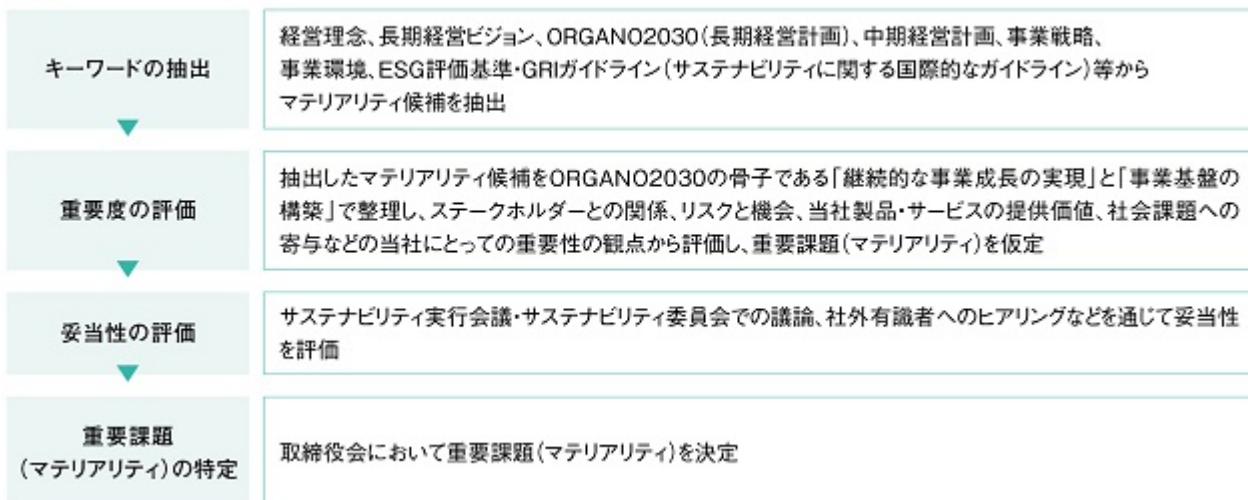 キーワードの抽出
経営理念、長期経営ビジョン、ORGANO2030(長期経営計画)、中期経営計画、事業戦略、
事業環境、ESG評価基準・GRIガイドライン(サステナビリティに関する国際的なガイドライン)等から
マテリアリティ候補を抽出
重要度の評価
抽出したマテリアリティ候補をORGANO2030の骨子である「継続的な事業成長の実現」と「事業基盤の
構築」で整理し、ステークホルダーとの関係、リスクと機会、当社製品・サービスの提供価値、社会課題への
寄与などの当社にとっての重要性の観点から評価し、重要課題(マテリアリティ)を仮定
妥当性の評価
サステナビリティ実行会議・サステナビリティ委員会での議論、社外有識者へのヒアリングなどを通じて妥当性
を評価
重要課題
(マテリアリティ)の特定
取締役会において重要課題(マテリアリティ)を決定